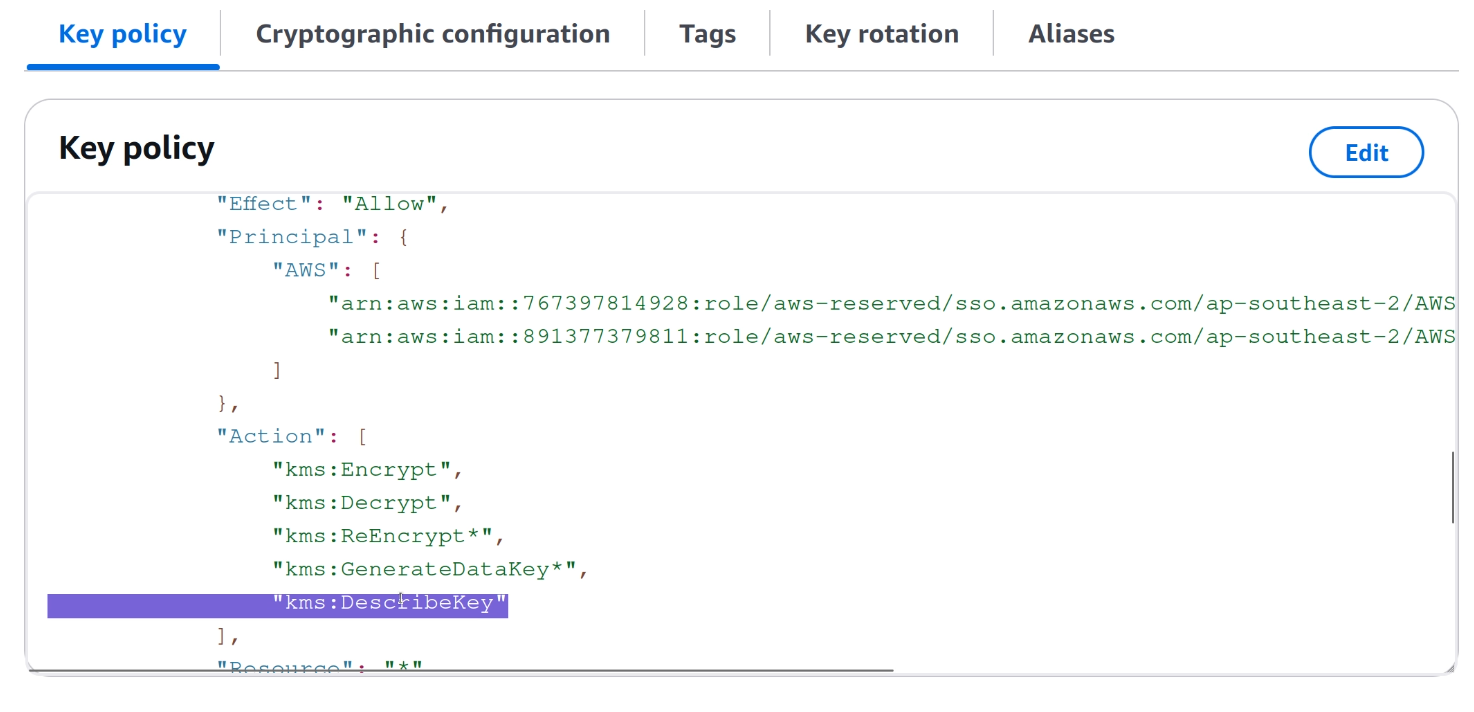 Key policy
Cryptographic configuration
Tags
Key rotation
Aliases
Key policy
Edit
"Effect": "Allow",
"Principal": {
"AWS": [
"arn:aws:iam::767397814928:role/aws-reserved/sso.amazonaws.com/ap-southeast-2/AWS
"arn:aws:iam::891377379811:role/aws-reserved/sso.amazonaws.com/ap-southeast-2/AWS
]
},
"Action": [
"kms:Encrypt",
"kms:Decrypt",
"kms:ReEncrypt*",
"kms:GenerateDataKey*",
"kms:DescribeKey"
],
"Resource": "*"